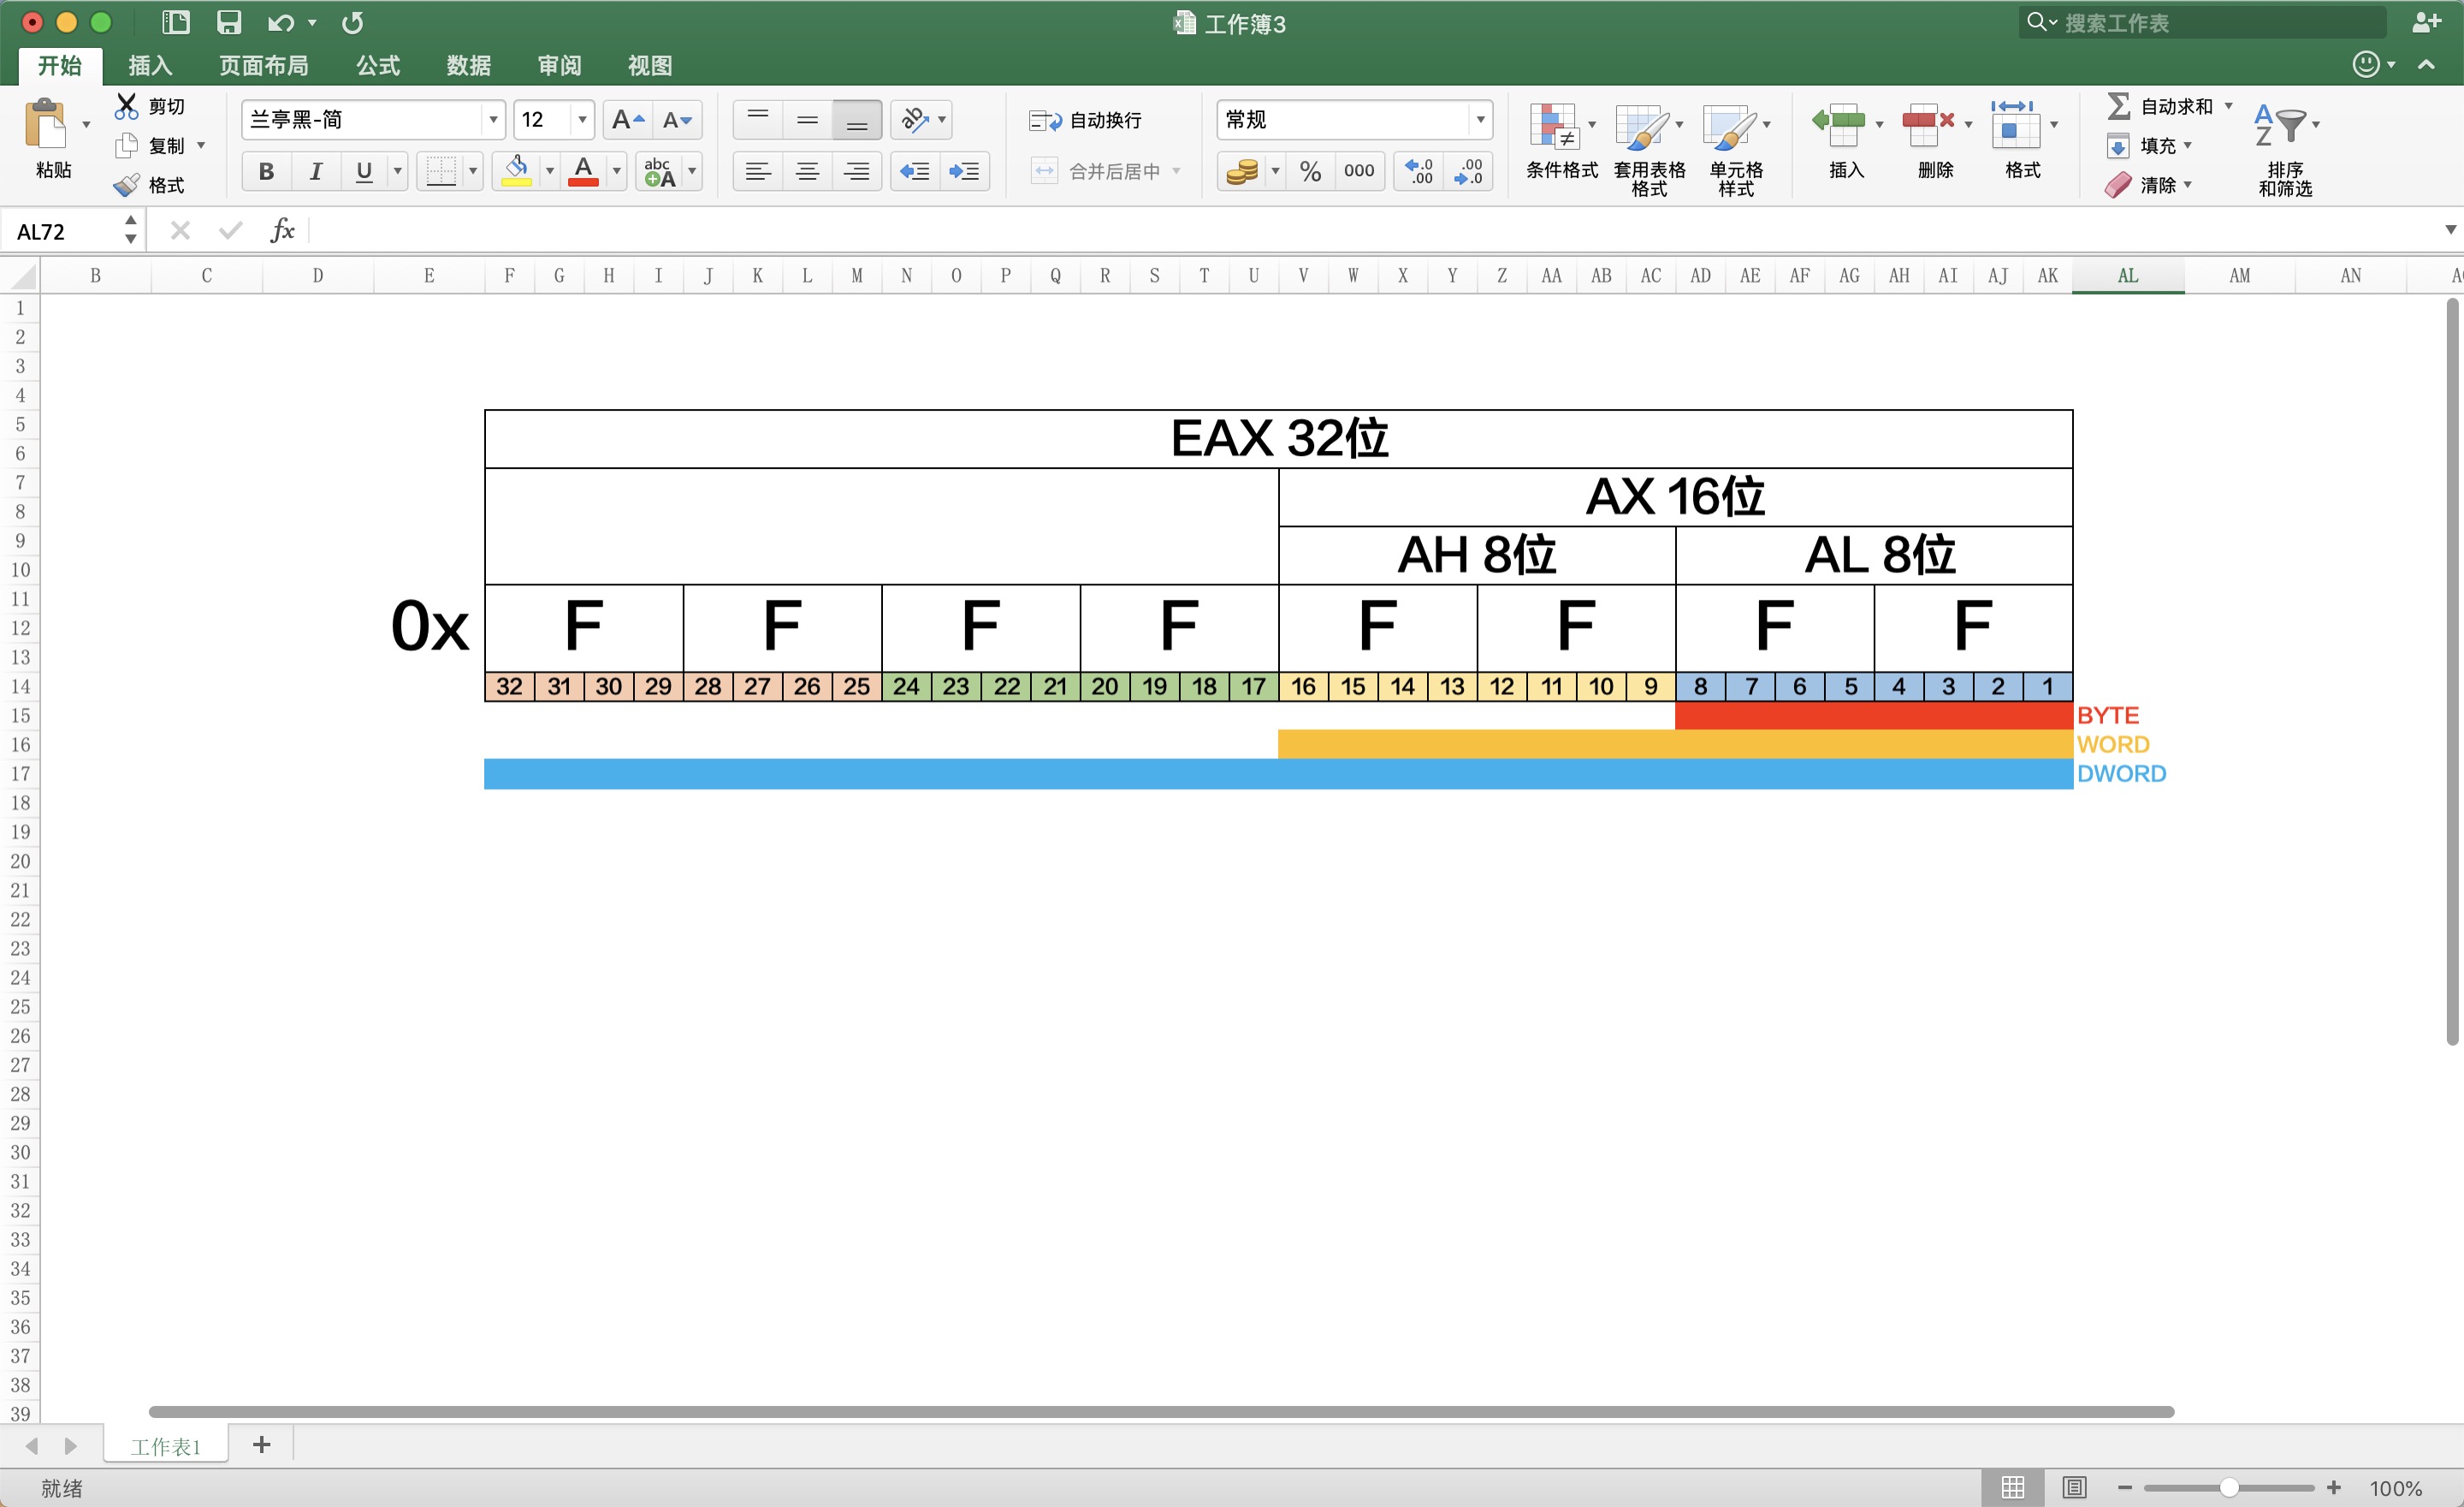 工作簿3
搜索工作表
开始 插入 页面布局 公式 数据 审阅 视图
粘贴
剪切
复制
格式
兰亭黑-简 12
B I U
abc
自动换行
合并后居中
常规
% 000
条件格式
套用表格
格式
单元格
样式
插入
删除
格式
自动求和
填充
清除
排序
和筛选
AL72 fx
B C D E F G H I J K L M N O P Q R S T U V W X Y Z AA AB AC AD AE AF AG AH AI AJ AK AL AM AN
1
2
3
4
5
EAX 32位
6
7
AX 16位
8
9
AH 8位 AL 8位
10
11
12
0x F F F F F F F F
13
14 32 31 30 29 28 27 26 25 24 23 22 21 20 19 18 17 16 15 14 13 12 11 10 9 8 7 6 5 4 3 2 1
15 BYTE
16 WORD
17 DWORD
18
19
20
21
22
23
24
25
26
27
28
29
30
31
32
33
34
35
36
37
38
39
工作表1 +
就绪
100%